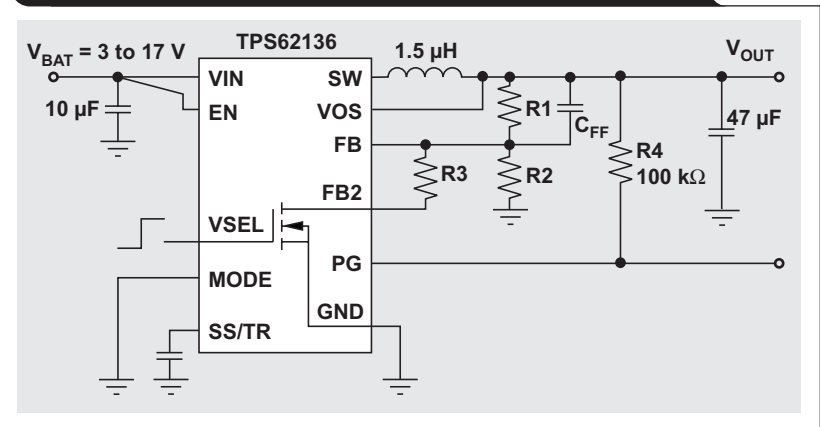 TPS62136
V_BAT = 3 to 17 V
1.5 µH
V_OUT
VIN
SW
10 µF
EN
VOS
R1
C_FF
47 µF
FB
R4
100 kΩ
R3
R2
FB2
VSEL
PG
MODE
GND
SS/TR